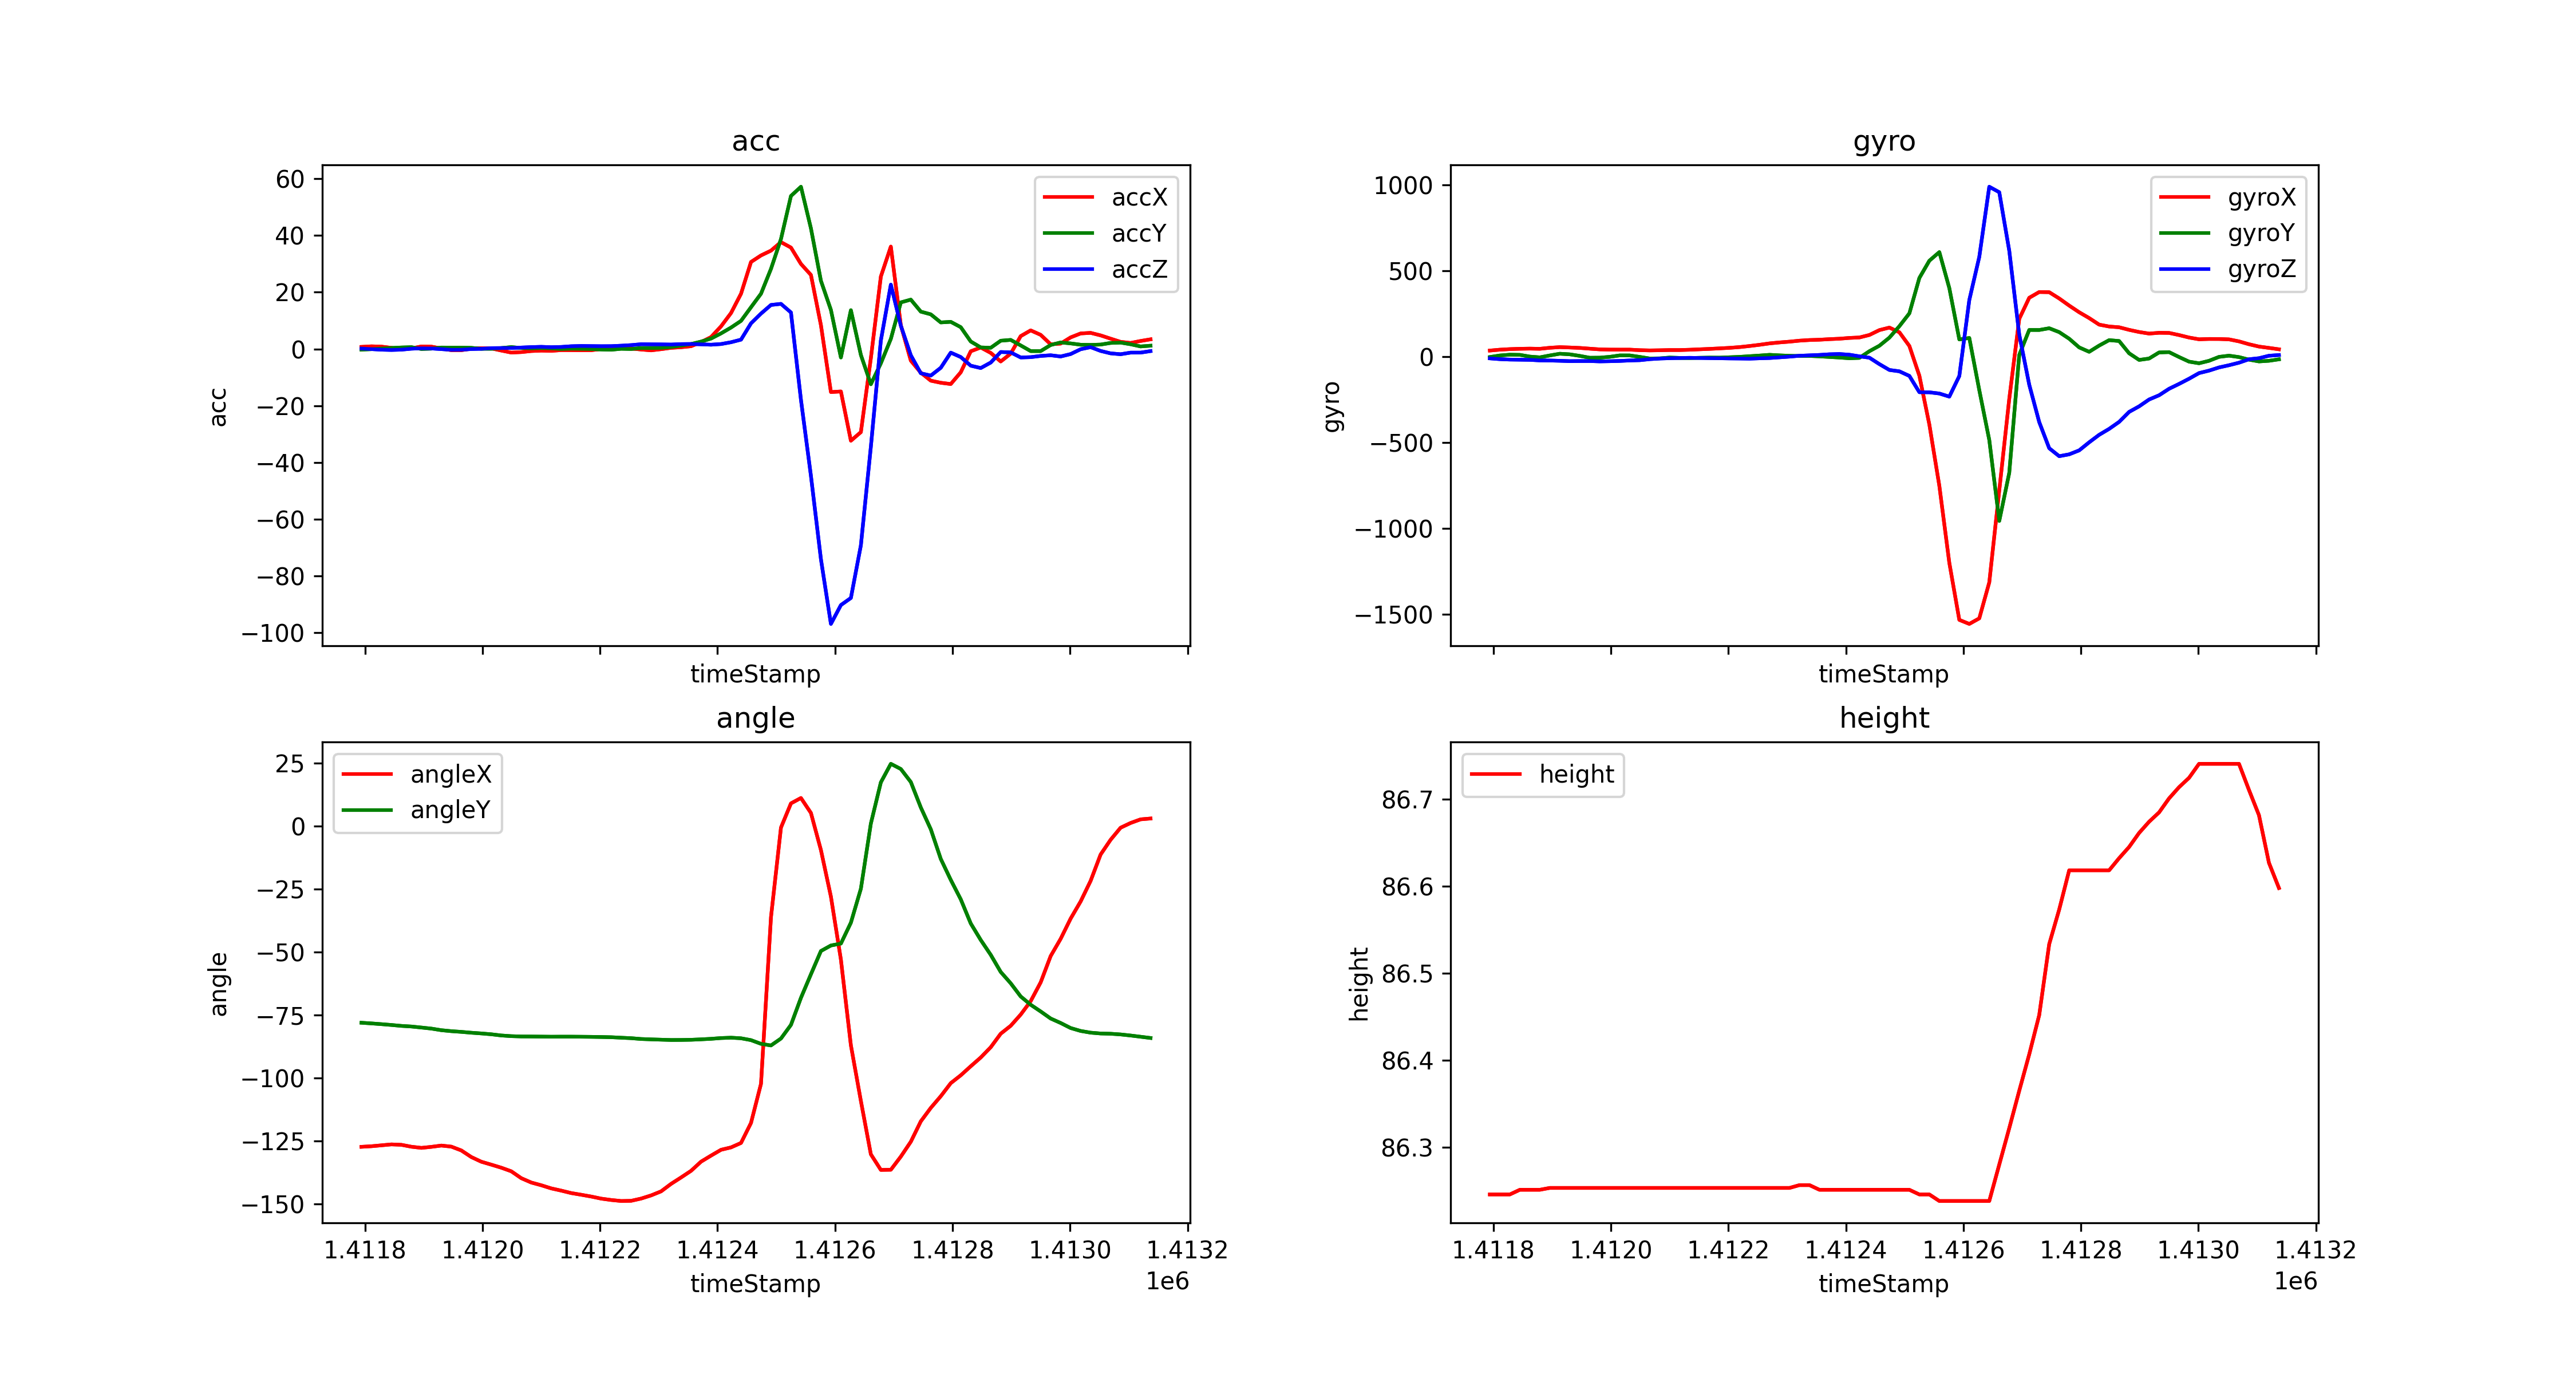 acc
60
40
20
0
−20
−40
−60
−80
−100
acc
accX
accY
accZ
timeStamp
gyro
1000
500
0
−500
−1000
−1500
gyro
gyroX
gyroY
gyroZ
timeStamp
angle
25
0
−25
−50
−75
−100
−125
−150
angle
angleX
angleY
1.4118 1.4120 1.4122 1.4124 1.4126 1.4128 1.4130 1.4132
timeStamp
1e6
height
86.7
86.6
86.5
86.4
86.3
height
height
1.4118 1.4120 1.4122 1.4124 1.4126 1.4128 1.4130 1.4132
timeStamp
1e6